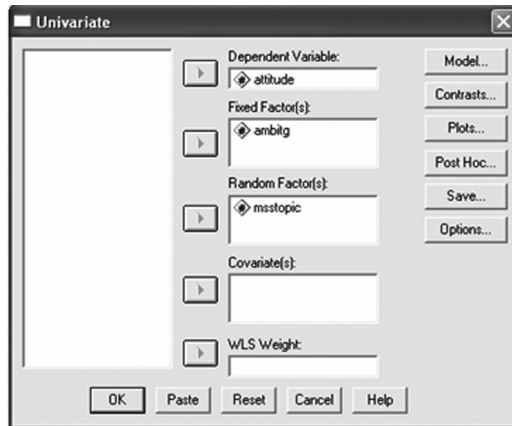 Univariate
Dependent Variable:
attitude
Model...
Contrasts...
Fixed Factor(s):
ambitg
Plots...
Post Hoc...
Random Factor(s):
msstopic
Save...
Options...
Covariate(s):
WLS Weight:
OK Paste Reset Cancel Help